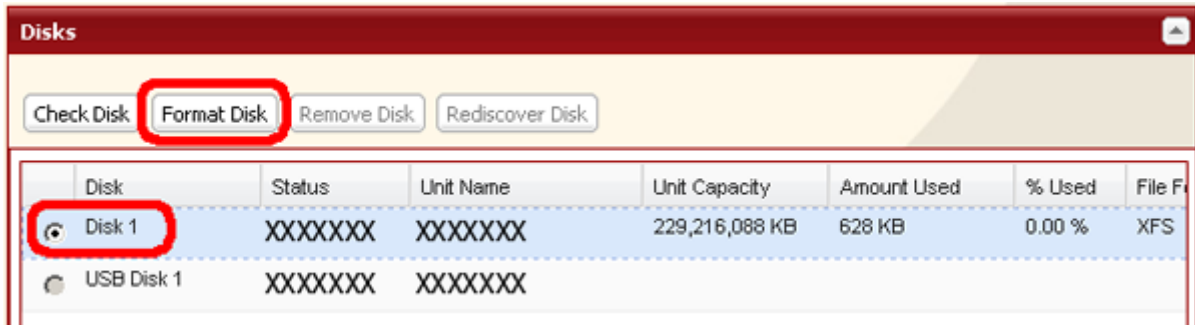 Disks
Check Disk Format Disk Remove Disk Rediscover Disk
Disk Status Unit Name Unit Capacity Amount Used % Used File F
Disk 1 XXXXXXX XXXXXXX 229,216,088 KB 628 KB 0.00 % XFS
USB Disk 1 XXXXXXX XXXXXXX